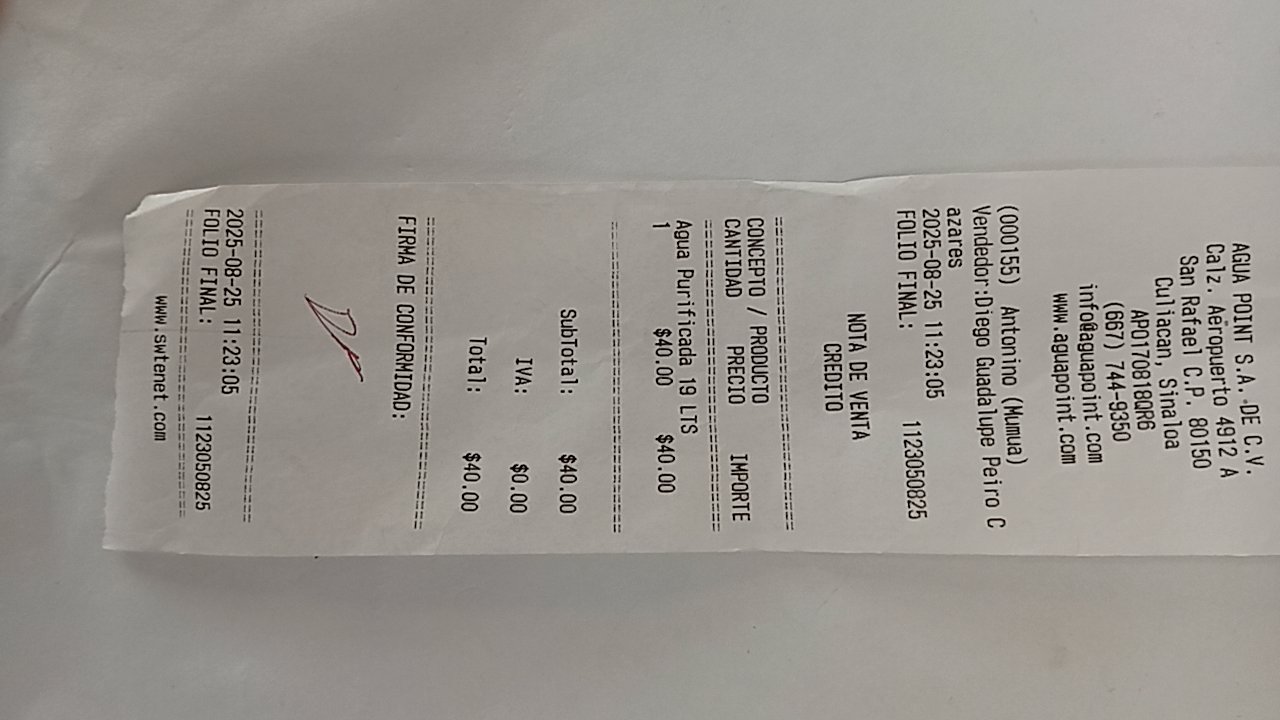 AGUA POINT S.A. DE C.V.
Calz. Aeropuerto 4912 A
San Rafael C.P. 80150
Culiacan, Sinaloa
APO170818QR6
(667) 744-9350
info@aguapoint.com
www.aguapoint.com
(000155) Antonino (Mumua)
Vendedor:Diego Guadalupe Peiro C
azares
2025-08-25 11:23:05
FOLIO FINAL: 1123050825
NOTA DE VENTA
CREDITO
================================
CONCEPTO / PRODUCTO
CANTIDAD PRECIO IMPORTE
================================
Agua Purificada 19 LTS
1 $40.00 $40.00
================================
SubTotal: $40.00
IVA: $0.00
Total: $40.00
================================
FIRMA DE CONFORMIDAD:
================================
2025-08-25 11:23:05
FOLIO FINAL: 1123050825
================================
www.swtenet.com